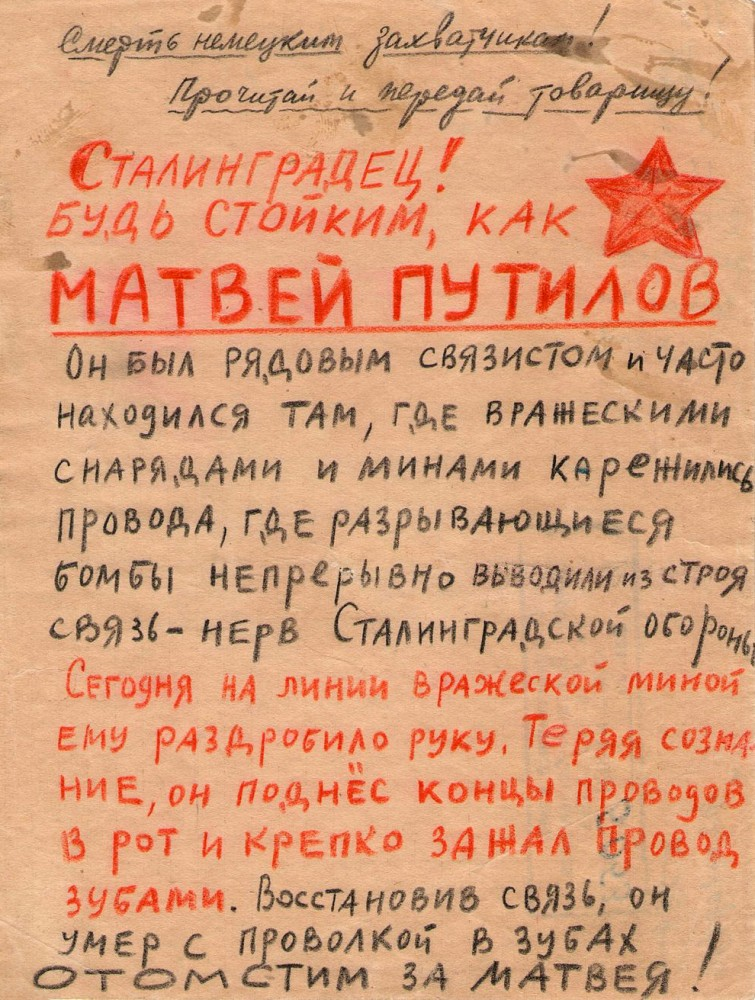 Смерть немецким захватчикам!
Прочитай и передай товарищу!
СТАЛИНГРАДЕЦ!
БУДЬ СТОЙКИМ, КАК
МАТВЕЙ ПУТИЛОВ
ОН БЫЛ РЯДОВЫМ СВЯЗИСТОМ И ЧАСТО
НАХОДИЛСЯ ТАМ, ГДЕ ВРАЖЕСКИМИ
СНАРЯДАМИ И МИНАМИ КАРЕЖИЛИСЬ
ПРОВОДА, ГДЕ РАЗРЫВАЮЩИЕСЯ
БОМБЫ НЕПРЕРЫВНО ВЫВОДИЛИ ИЗ СТРОЯ
СВЯЗЬ - НЕРВ СТАЛИНГРАДСКОЙ ОБОРОНЫ
СЕГОДНЯ НА ЛИНИИ ВРАЖЕСКОЙ МИНОЙ
ЕМУ РАЗДРОБИЛО РУКУ. ТЕРЯЯ СОЗНА-
НИЕ, ОН ПОДНЁС КОНЦЫ ПРОВОДОВ
В РОТ И КРЕПКО ЗАЖАЛ ПРОВОД
ЗУБАМИ. ВОССТАНОВИВ СВЯЗЬ, ОН
УМЕР С ПРОВОЛКОЙ В ЗУБАХ
ОТОМСТИМ ЗА МАТВЕЯ!